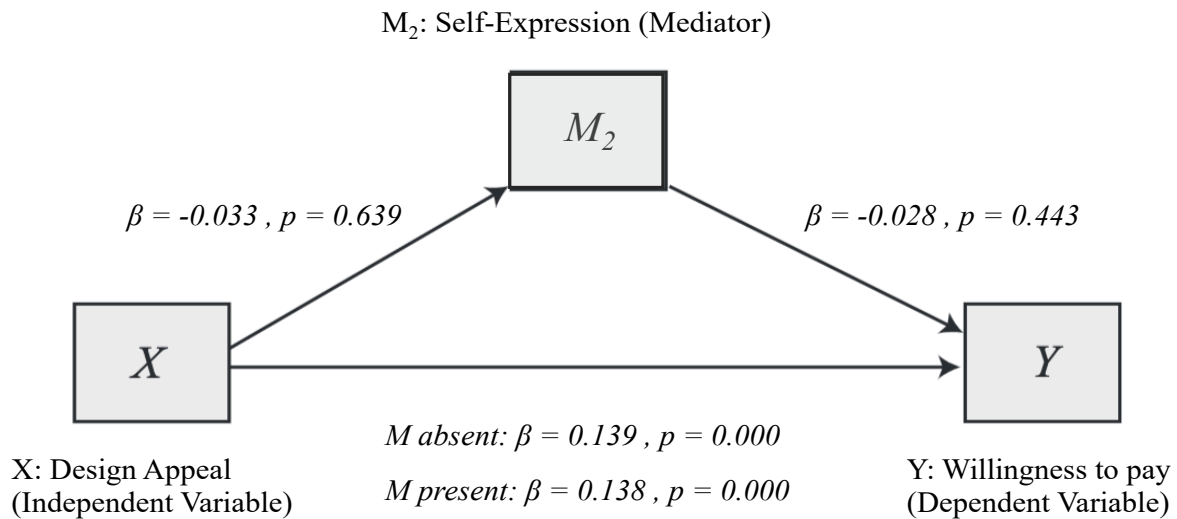 M₂: Self-Expression (Mediator)
M₂
β = -0.033 , p = 0.639
β = -0.028 , p = 0.443
X
Y
M absent: β = 0.139 , p = 0.000
M present: β = 0.138 , p = 0.000
X: Design Appeal
(Independent Variable)
Y: Willingness to pay
(Dependent Variable)